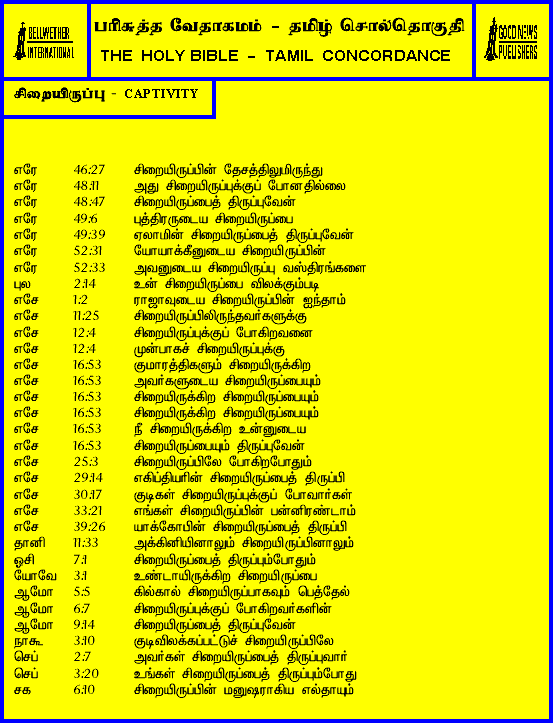 BELLWETHER
INTERNATIONAL
பரிசுத்த வேதாகமம் - தமிழ் சொல்தொகுதி
THE HOLY BIBLE - TAMIL CONCORDANCE
GOOD NEWS
PUBLISHERS
சிறையிருப்பு - CAPTIVITY
எரே 46:27 சிறையிருப்பின் தேசத்திலுமிருந்து
எரே 48:11 அது சிறையிருப்புக்குப் போனதில்லை
எரே 48:47 சிறையிருப்பைத் திருப்புவேன்
எரே 49:6 புத்திரருடைய சிறையிருப்பை
எரே 49:39 ஏலாமின் சிறையிருப்பைத் திருப்புவேன்
எரே 52:31 யோயாக்கீனுடைய சிறையிருப்பின்
எரே 52:33 அவனுடைய சிறையிருப்பு வஸ்திரங்களை
புல 2:14 உன் சிறையிருப்பை விலக்கும்படி
எசே 1:2 ராஜாவுடைய சிறையிருப்பின் ஐந்தாம்
எசே 11:25 சிறையிருப்பிலிருந்தவர்களுக்கு
எசே 12:4 சிறையிருப்புக்குப் போகிறவனை
எசே 12:4 முன்பாகச் சிறையிருப்புக்கு
எசே 16:53 குமாரத்திகளும் சிறையிருக்கிற
எசே 16:53 அவர்களுடைய சிறையிருப்பையும்
எசே 16:53 சிறையிருக்கிற சிறையிருப்பையும்
எசே 16:53 சிறையிருக்கிற சிறையிருப்பையும்
எசே 16:53 நீ சிறையிருக்கிற உன்னுடைய
எசே 16:53 சிறையிருப்பையும் திருப்புவேன்
எசே 25:3 சிறையிருப்பிலே போகிறபோதும்
எசே 29:14 எகிப்தியரின் சிறையிருப்பைத் திருப்பி
எசே 30:17 குடிகள் சிறையிருப்புக்குப் போவார்கள்
எசே 33:21 எங்கள் சிறையிருப்பின் பன்னிரண்டாம்
எசே 39:26 யாக்கோபின் சிறையிருப்பைத் திருப்பி
தானி 11:33 அக்கினியினாலும் சிறையிருப்பினாலும்
ஓசி 7:1 சிறையிருப்பைத் திருப்பும்போதும்
யோவே 3:1 உண்டாயிருக்கிற சிறையிருப்பை
ஆமோ 5:5 கில்கால் சிறையிருப்பாகவும் பெத்தேல்
ஆமோ 6:7 சிறையிருப்புக்குப் போகிறவர்களின்
ஆமோ 9:14 சிறையிருப்பைத் திருப்புவேன்
நாகூ 3:10 குடிவிலக்கப்பட்டுச் சிறையிருப்பிலே
செப் 2:7 அவர்கள் சிறையிருப்பைத் திருப்புவார்
செப் 3:20 உங்கள் சிறையிருப்பைத் திருப்பும்போது
சக 6:10 சிறையிருப்பின் மனுஷராகிய எல்தாயும்